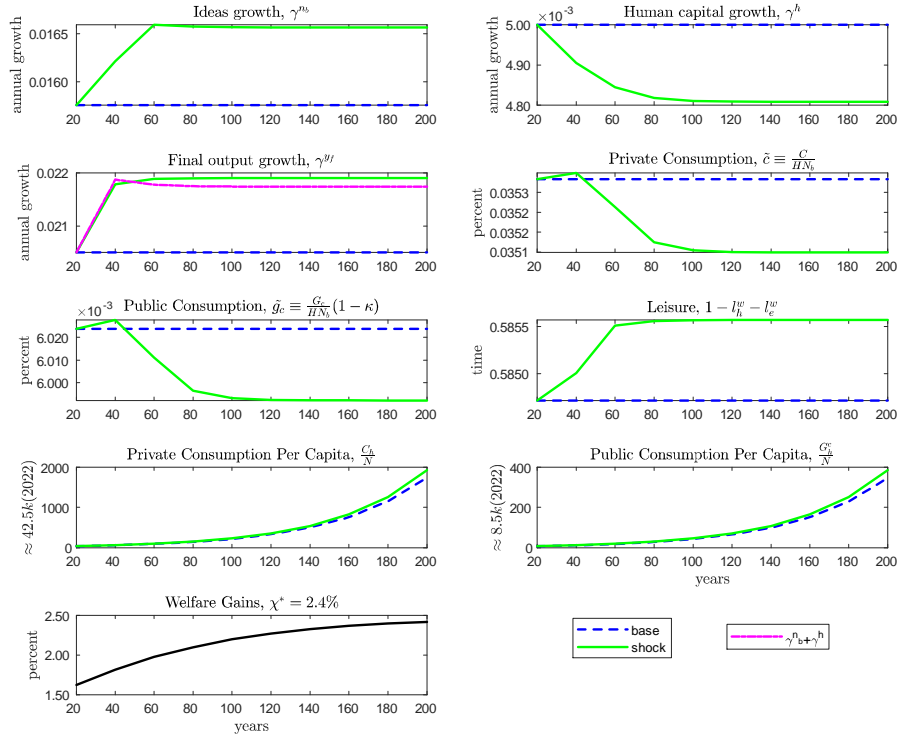 Ideas growth, γ^{n_b}
annual growth
0.0165
0.0160
20 40 60 80 100 120 140 160 180 200
Human capital growth, γ^h
×10^{-3}
annual growth
5.00
4.90
4.80
20 40 60 80 100 120 140 160 180 200
Final output growth, γ^{y_f}
annual growth
0.022
0.021
20 40 60 80 100 120 140 160 180 200
Private Consumption, c̃ ≡ C/(HN_b)
percent
0.0353
0.0352
0.0352
0.0351
20 40 60 80 100 120 140 160 180 200
Public Consumption, g̃_c ≡ G_c/(HN_b)(1 − κ)
×10^{-3}
percent
6.020
6.010
6.000
20 40 60 80 100 120 140 160 180 200
Leisure, 1 − l_h^w − l_e^w
time
0.5855
0.5850
20 40 60 80 100 120 140 160 180 200
Private Consumption Per Capita, C_h/N
≈ 42.5k(2022)
2000
1000
0
20 40 60 80 100 120 140 160 180 200
Public Consumption Per Capita, G_h^c/N
≈ 8.5k(2022)
400
200
0
20 40 60 80 100 120 140 160 180 200
years
Welfare Gains, χ* = 2.4%
percent
2.50
2.00
1.50
20 40 60 80 100 120 140 160 180 200
years
base
shock
γ^{n_b}+γ^h